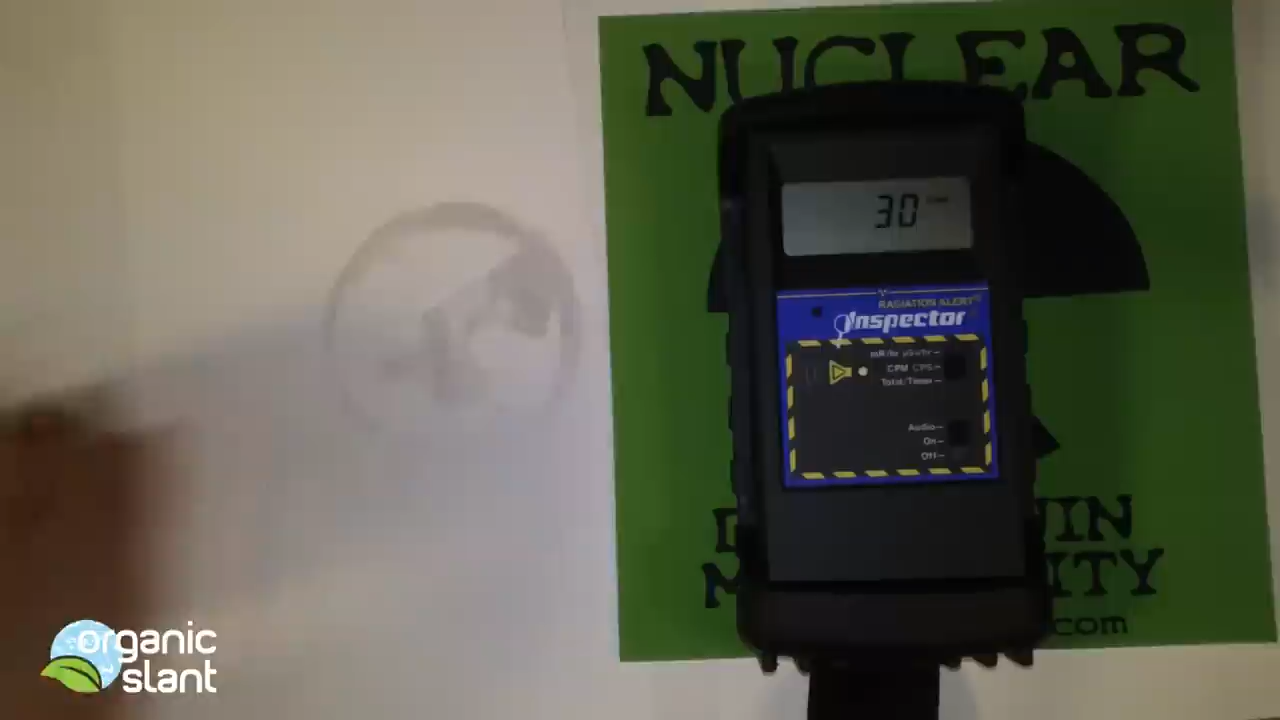 NUCLEAR
30
RADIATION ALERT®
Inspector
mR/hr µSv/hr
CPM CPS
Total/Timer
Audio
On
Off
.com
organic
slant